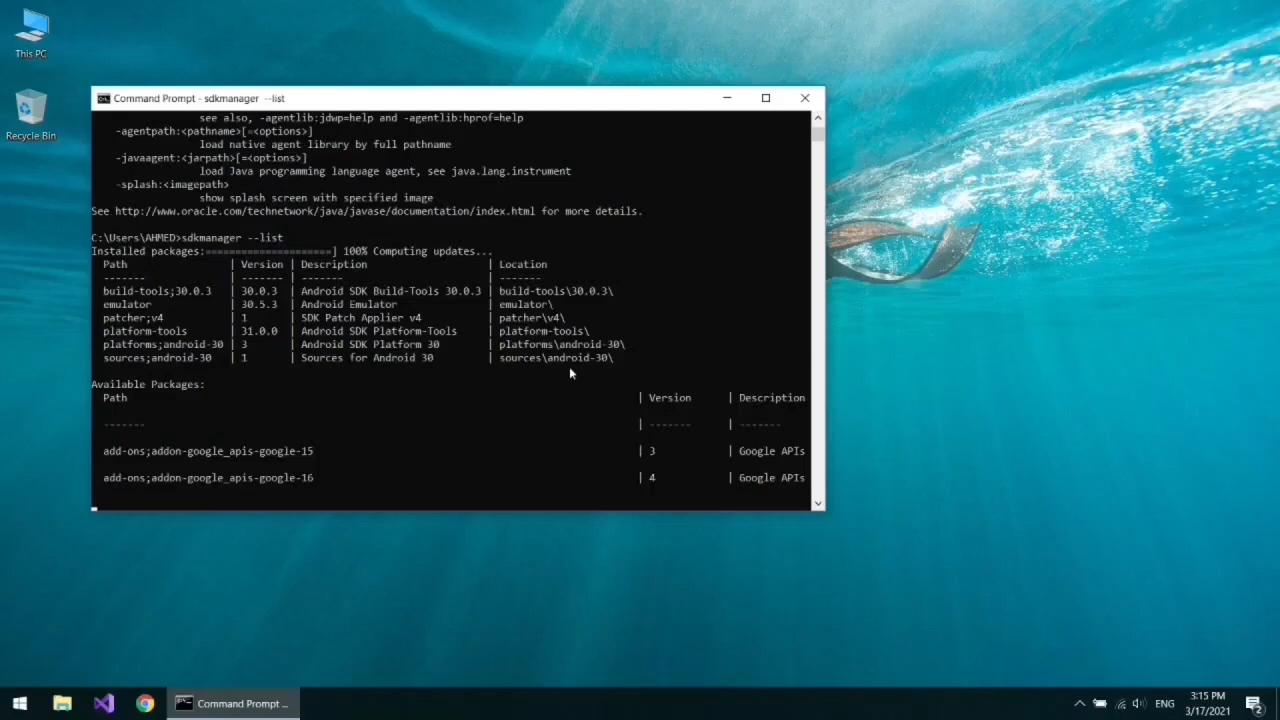 This PC
Recycle Bin
Command Prompt - sdkmanager --list
see also, -agentlib:jdwp=help and -agentlib:hprof=help
-agentpath:<pathname>[=<options>]
load native agent library by full pathname
-javaagent:<jarpath>[=<options>]
load Java programming language agent, see java.lang.instrument
-splash:<imagepath>
show splash screen with specified image
See http://www.oracle.com/technetwork/java/javase/documentation/index.html for more details.
C:\Users\AHMED>sdkmanager --list
Installed packages:=====================] 100% Computing updates...
Path | Version | Description | Location
------- | ------- | ------- | -------
build-tools;30.0.3 | 30.0.3 | Android SDK Build-Tools 30.0.3 | build-tools\30.0.3\
emulator | 30.5.3 | Android Emulator | emulator\
patcher;v4 | 1 | SDK Patch Applier v4 | patcher\v4\
platform-tools | 31.0.0 | Android SDK Platform-Tools | platform-tools\
platforms;android-30 | 3 | Android SDK Platform 30 | platforms\android-30\
sources;android-30 | 1 | Sources for Android 30 | sources\android-30\
Available Packages:
Path | Version | Description
------- | ------- | -------
add-ons;addon-google_apis-google-15 | 3 | Google APIs
add-ons;addon-google_apis-google-16 | 4 | Google APIs
Command Prompt ...
ENG
3:15 PM
3/17/2021
2